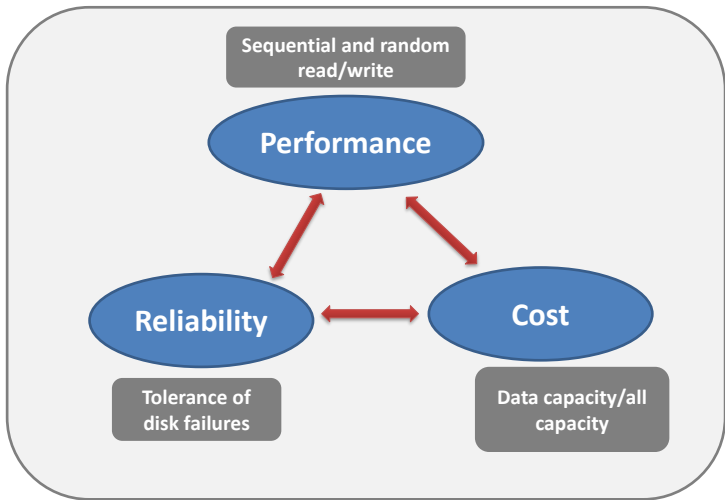 Sequential and random
read/write
Performance
Reliability
Cost
Tolerance of
disk failures
Data capacity/all
capacity